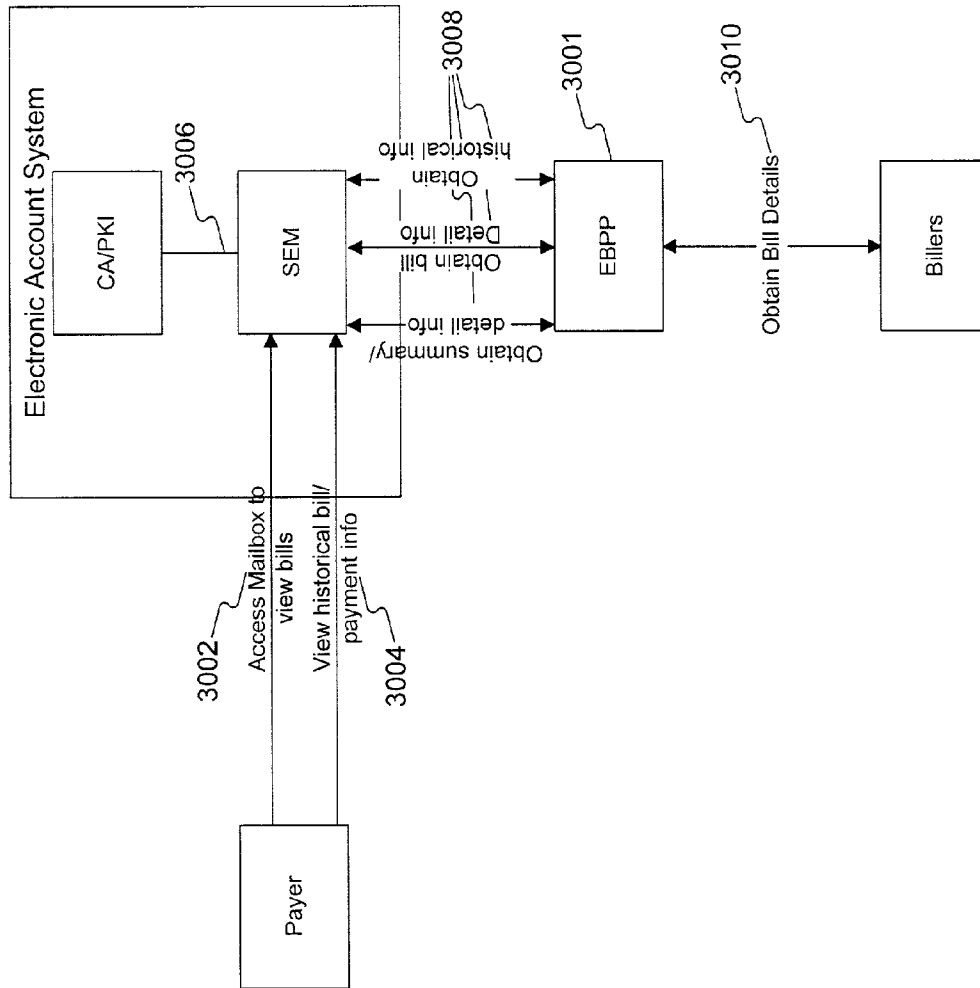 Electronic Account System
CA/PKI
3006
SEM
3002
Access Mailbox to
view bills
View historical bill/
payment info
3004
Payer
Obtain summary/
detail info
Obtain bill
Detail info
Obtain
historical info
3008
EBPP
3001
Obtain Bill Details
3010
Billers